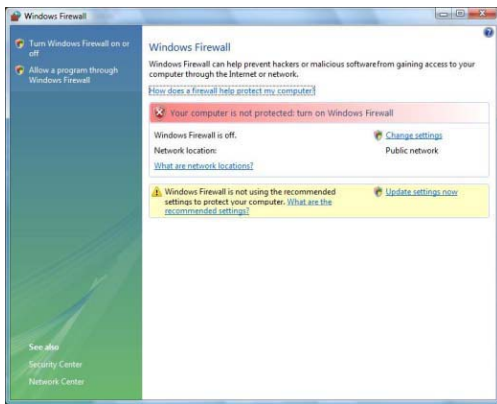 Windows Firewall
Turn Windows Firewall on or
off
Allow a program through
Windows Firewall
See also
Security Center
Network Center
Windows Firewall
Windows Firewall can help prevent hackers or malicious software from gaining access to your
computer through the Internet or network.
How does a firewall help protect my computer?
Your computer is not protected: turn on Windows Firewall
Windows Firewall is off.
Change settings
Network location:
Public network
What are network locations?
Windows Firewall is not using the recommended
settings to protect your computer. What are the
recommended settings?
Update settings now